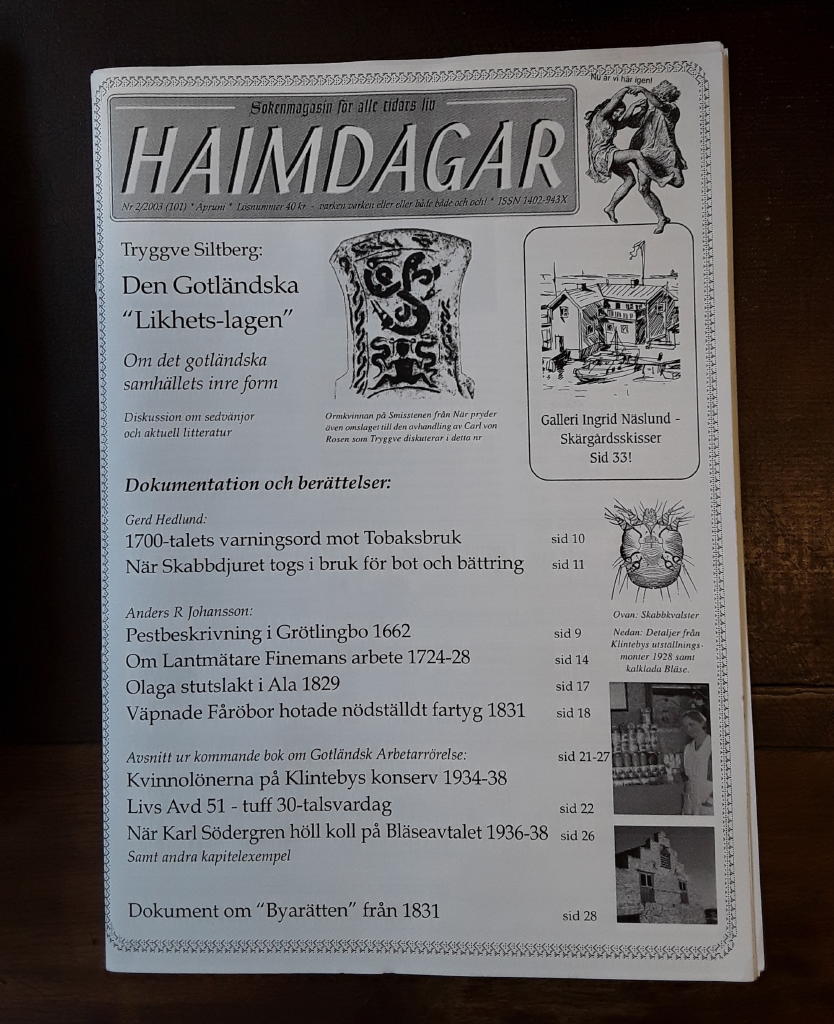 Nu är vi här igen!
Sokenmagasin för alle tidars liv
HAIMDAGAR
Nr 2/2003 (101) * Apruni * Lösnummer 40 kr - varken varken eller eller både både och och! * ISSN 1402-943X
Tryggve Siltberg:
Den Gotländska
“Likhets-lagen”
Om det gotländska
samhällets inre form
Diskussion om sedvänjor
och aktuell litteratur
Ormkvinnan på Smisstenen från När pryder
även omslaget till den avhandling av Carl von
Rosen som Tryggve diskuterar i detta nr
Galleri Ingrid Näslund -
Skärgårdsskisser
Sid 33!
Dokumentation och berättelser:
Gerd Hedlund:
1700-talets varningsord mot Tobaksbruk sid 10
När Skabbdjuret togs i bruk för bot och bättring sid 11
Ovan: Skabbkvalster
Nedan: Detaljer från
Klintebys utställnings-
monter 1928 samt
kalklada Bläse.
Anders R Johansson:
Pestbeskrivning i Grötlingbo 1662 sid 9
Om Lantmätare Finemans arbete 1724-28 sid 14
Olaga stutslakt i Ala 1829 sid 17
Väpnade Fåröbor hotade nödställdt fartyg 1831 sid 18
Avsnitt ur kommande bok om Gotländsk Arbetarrörelse: sid 21-27
Kvinnolönerna på Klintebys konserv 1934-38
Livs Avd 51 - tuff 30-talsvardag sid 22
När Karl Södergren höll koll på Bläseavtalet 1936-38 sid 26
Samt andra kapitelexempel
Dokument om “Byarätten” från 1831 sid 28